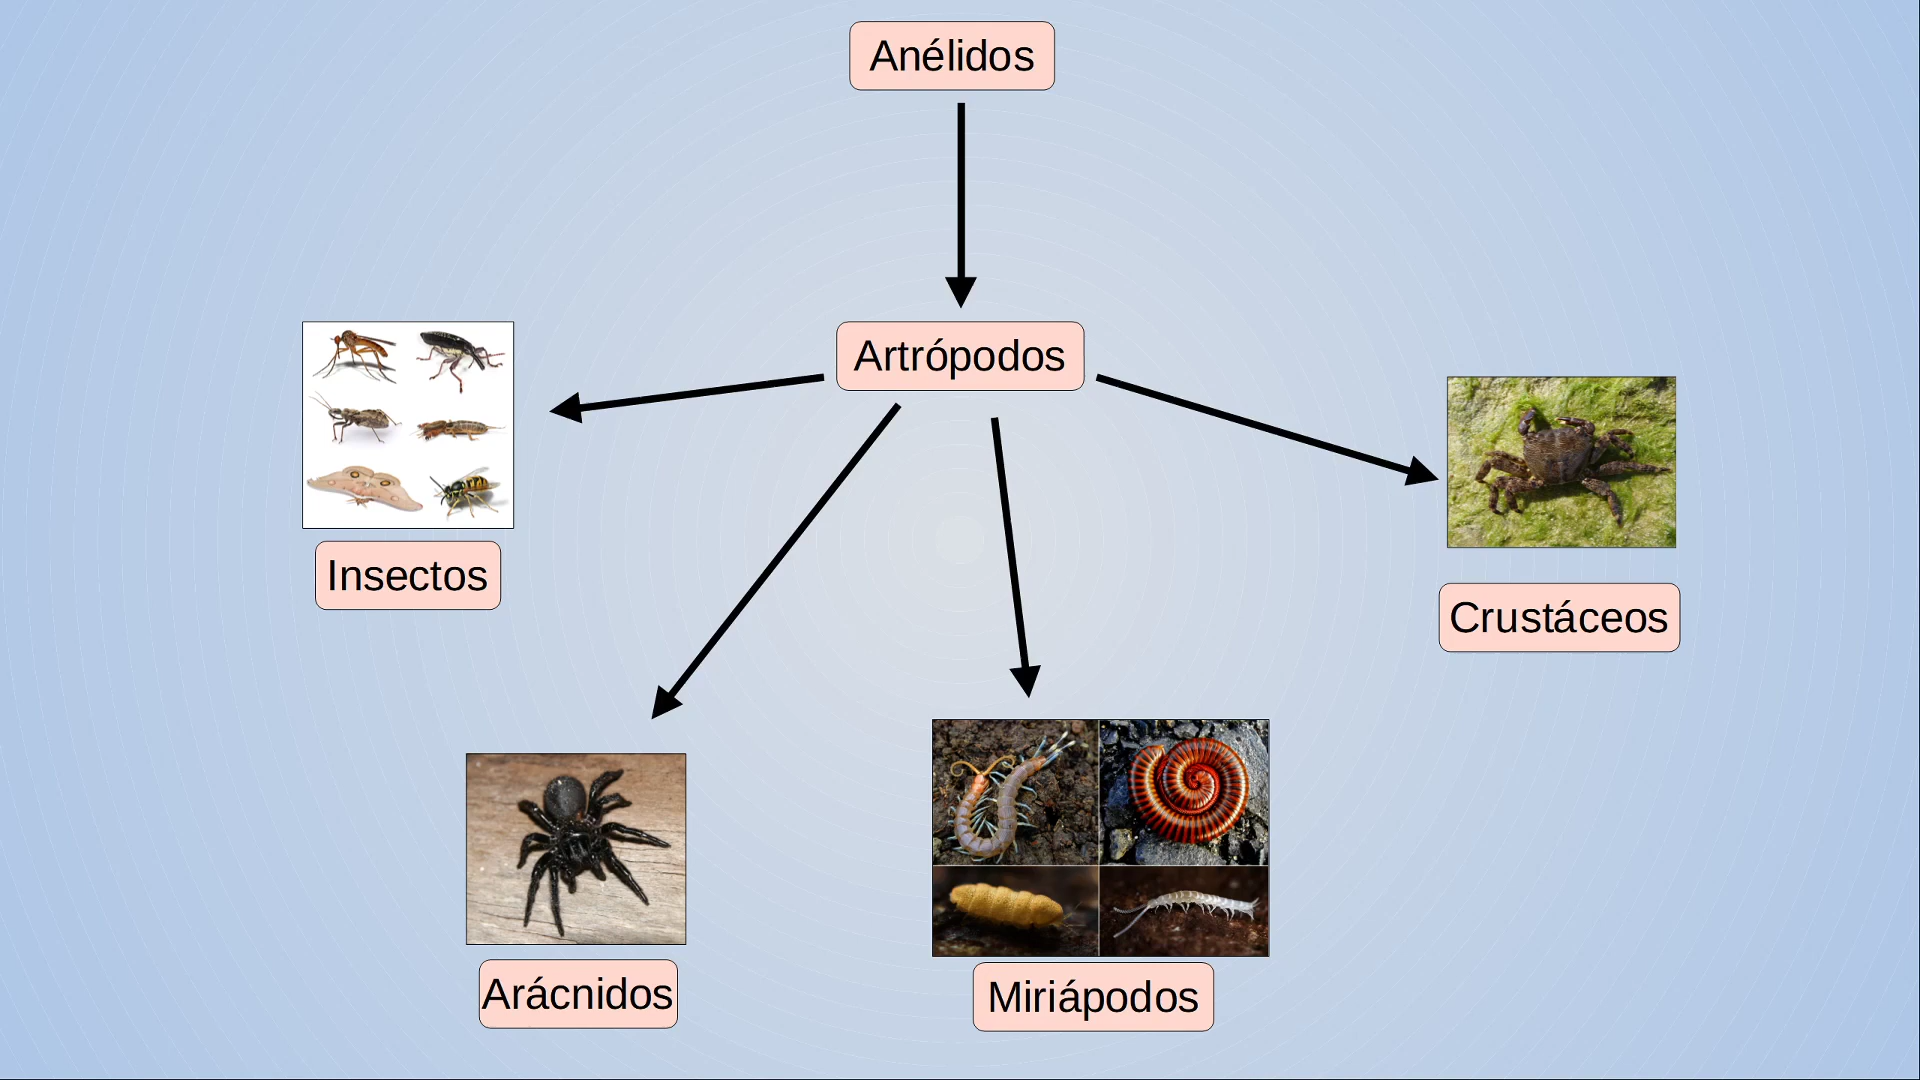 Anélidos
Artrópodos
Insectos
Crustáceos
Arácnidos
Miriápodos